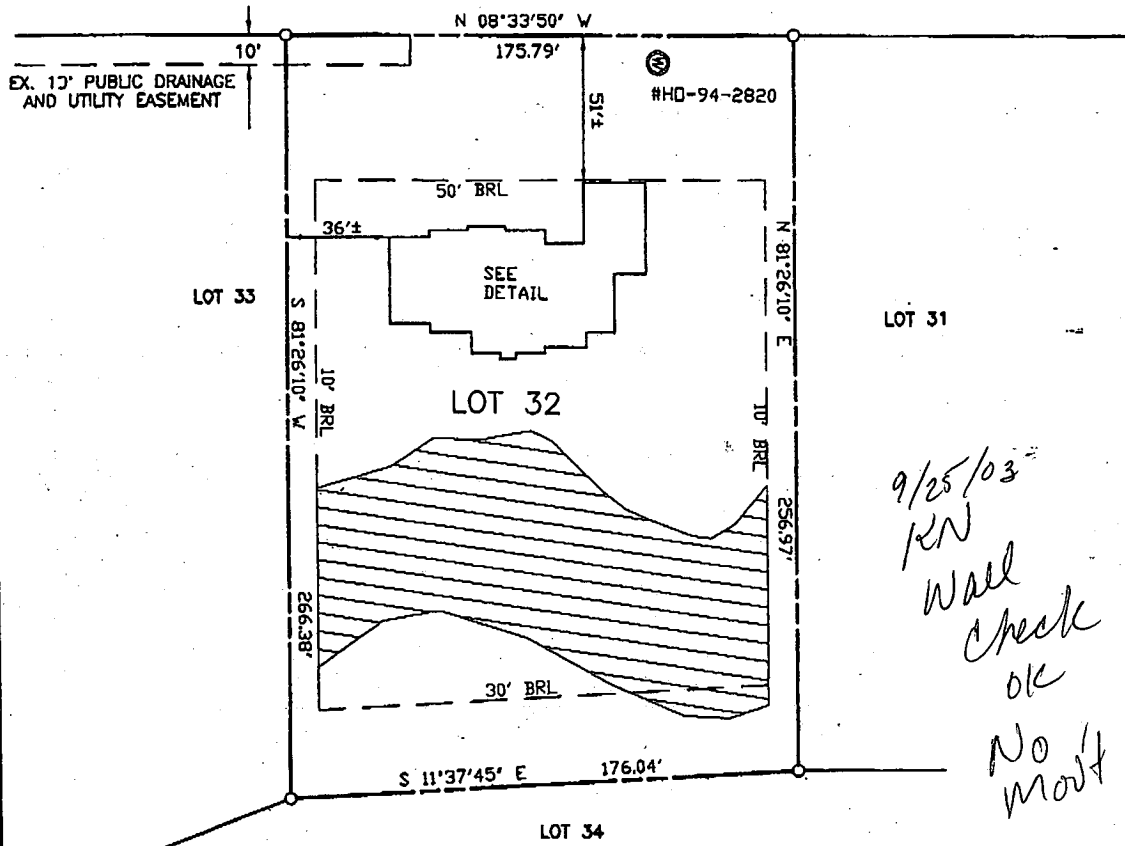 N 08°33'50" W
175.79'
10'
EX. 10' PUBLIC DRAINAGE
AND UTILITY EASEMENT
W
#HO-94-2820
51'±
50' BRL
36'±
SEE
DETAIL
LOT 33
S 81°26'10" W
10' BRL
266.38'
LOT 32
N 81°26'10" E
10' BRL
256.97'
LOT 31
30' BRL
S 11°37'45" E
176.04'
LOT 34
9/25/03
KN
Wall
Check
OK
No